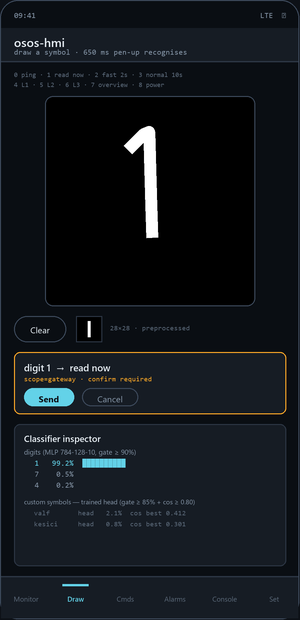 09:41 LTE
osos-hmi
draw a symbol · 650 ms pen-up recognises
0 ping · 1 read now · 2 fast 2s · 3 normal 10s
4 L1 · 5 L2 · 6 L3 · 7 overview · 8 power
1
Clear 28×28 · preprocessed
digit 1 → read now
scope=gateway · confirm required
Send Cancel
Classifier inspector
digits (MLP 784-128-10, gate ≥ 90%)
1 99.2%
7 0.5%
4 0.2%
custom symbols — trained head (gate ≥ 85% + cos ≥ 0.80)
valf head 2.1% cos best 0.412
kesici head 0.8% cos best 0.301
Monitor Draw Cmds Alarms Console Set